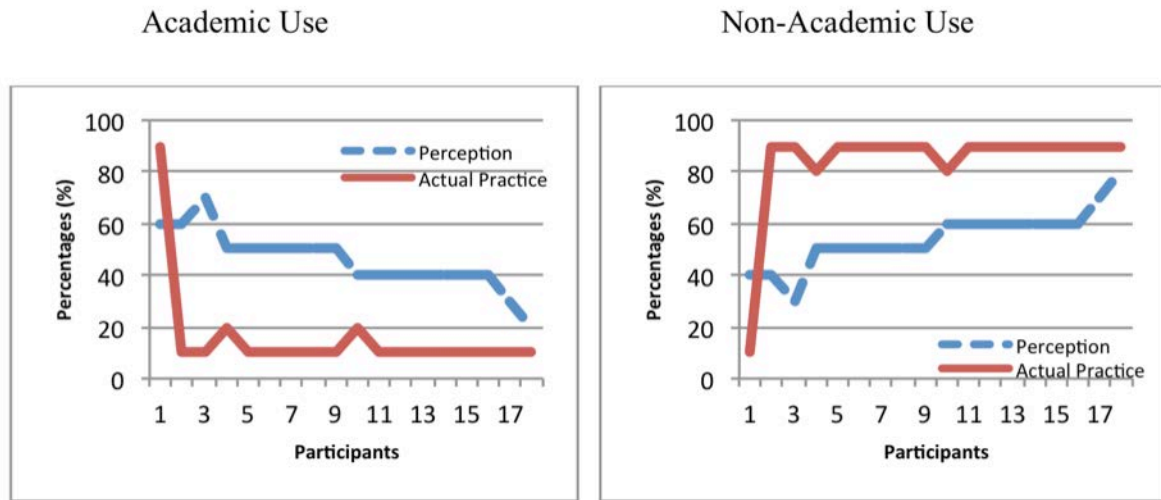 Academic Use
Non-Academic Use
100
80
60
40
20
0
Percentages (%)
Perception
Actual Practice
1 3 5 7 9 11 13 15 17
Participants
100
80
60
40
20
0
Percentages (%)
Perception
Actual Practice
1 3 5 7 9 11 13 15 17
Participants